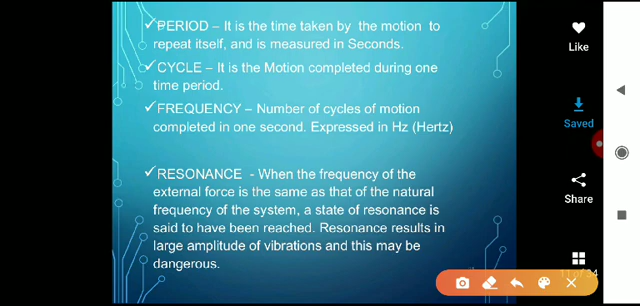 PERIOD – It is the time taken by the motion to
repeat itself, and is measured in Seconds.
CYCLE – It is the Motion completed during one
time period.
FREQUENCY – Number of cycles of motion
completed in one second. Expressed in Hz (Hertz)
RESONANCE - When the frequency of the
external force is the same as that of the natural
frequency of the system, a state of resonance is
said to have been reached. Resonance results in
large amplitude of vibrations and this may be
dangerous.
Like
Saved
Share